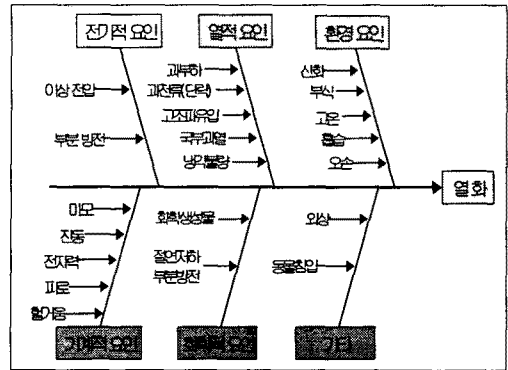 전기적 요인
열적 요인
환경 요인
이상 전압
부분 방전
과부하
과전류(단락)
고조파유입
국부과열
냉각불량
산화
부식
고온
흡습
오손
열화
마모
진동
전자력
피로
헐거움
화학생성물
절연저하
부분방전
외상
동물침입
기계적 요인
화학적 요인
기타